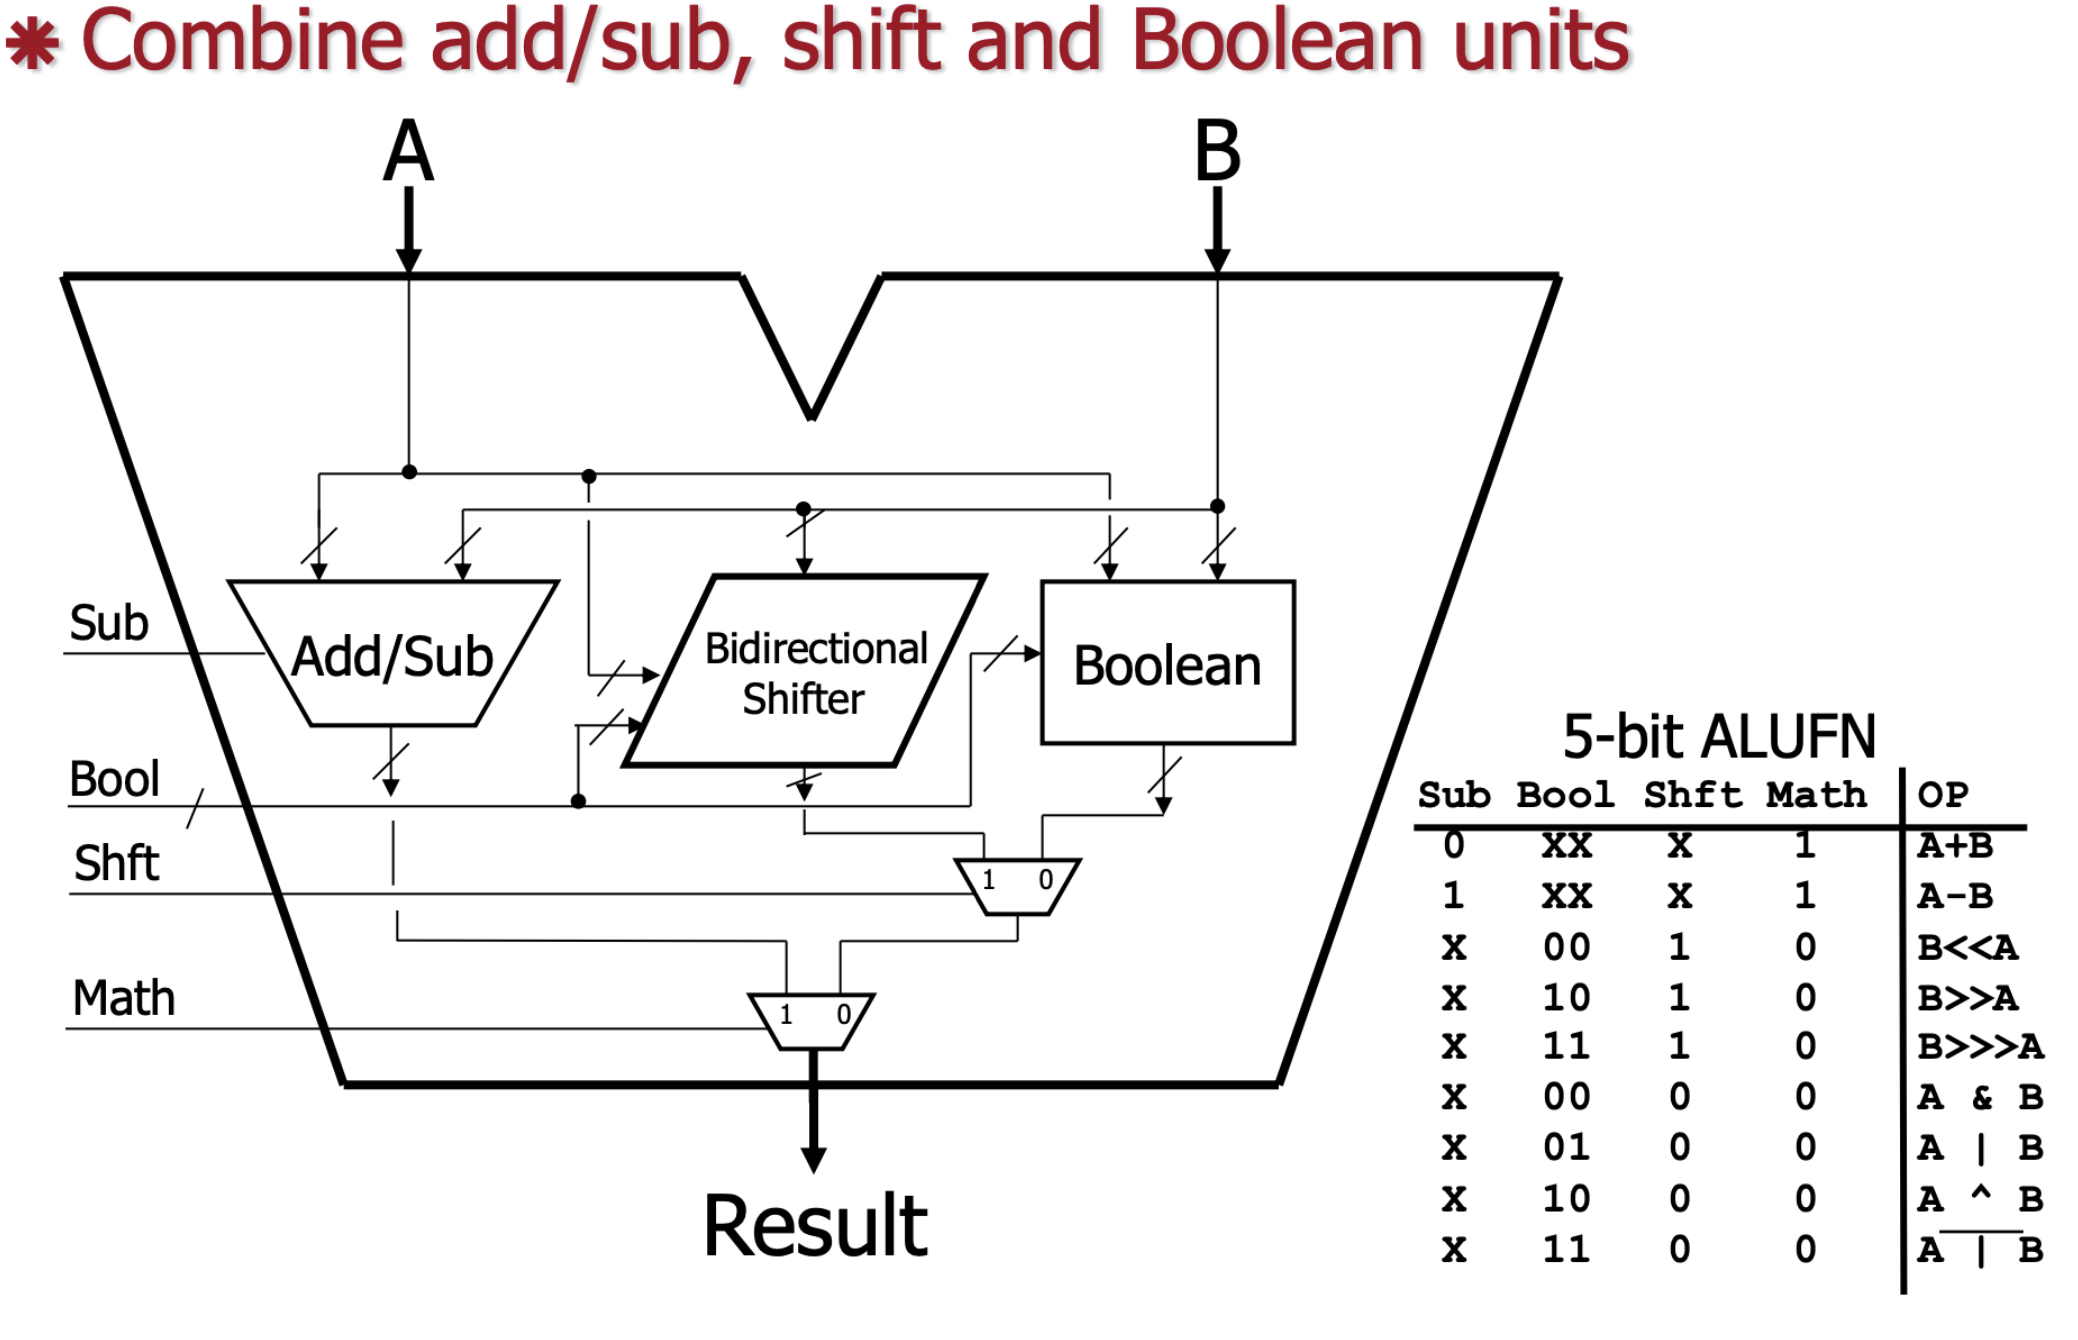 ✱ Combine add/sub, shift and Boolean units
A
B
Sub
Add/Sub
Bidirectional
Shifter
Boolean
Bool
Shft
1 0
Math
1 0
Result
5-bit ALUFN
Sub Bool Shft Math OP
0 XX X 1 A+B
1 XX X 1 A-B
X 00 1 0 B<<A
X 10 1 0 B>>A
X 11 1 0 B>>>A
X 00 0 0 A & B
X 01 0 0 A | B
X 10 0 0 A ^ B
X 11 0 0 A | B